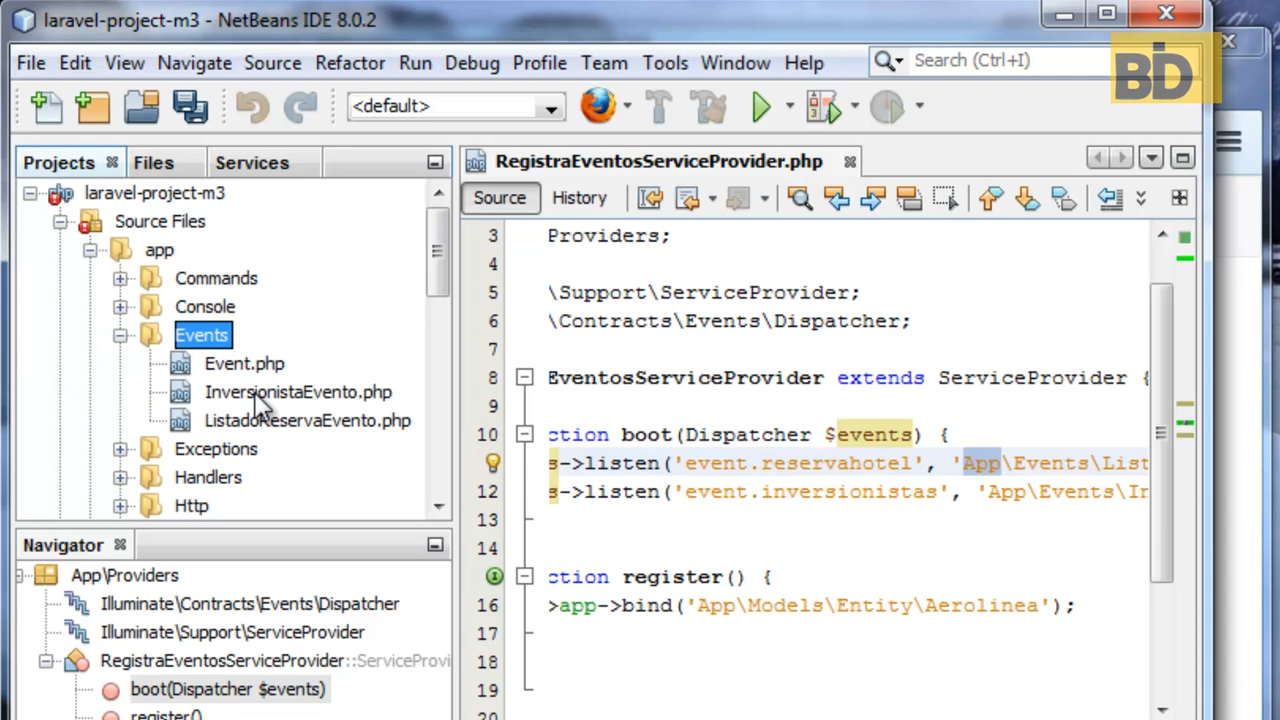 laravel-project-m3 - NetBeans IDE 8.0.2
File Edit View Navigate Source Refactor Run Debug Profile Team Tools Window Help
Search (Ctrl+I)
BD
<default>
Projects Files Services
RegistraEventosServiceProvider.php
laravel-project-m3
Source Files
app
Commands
Console
Events
Event.php
InversionistaEvento.php
ListadoReservaEvento.php
Exceptions
Handlers
Http
Source History
3 Providers;
4
5 \Support\ServiceProvider;
6 \Contracts\Events\Dispatcher;
7
8 EventosServiceProvider extends ServiceProvider {
9
10 ction boot(Dispatcher $events) {
s->listen('event.reservahotel', 'App\Events\List
12 s->listen('event.inversionistas', 'App\Events\In
13
14
ction register() {
16 >app->bind('App\Models\Entity\Aerolinea');
17
18
19
20
Navigator
App\Providers
Illuminate\Contracts\Events\Dispatcher
Illuminate\Support\ServiceProvider
RegistraEventosServiceProvider::ServiceProvi
boot(Dispatcher $events)
register()